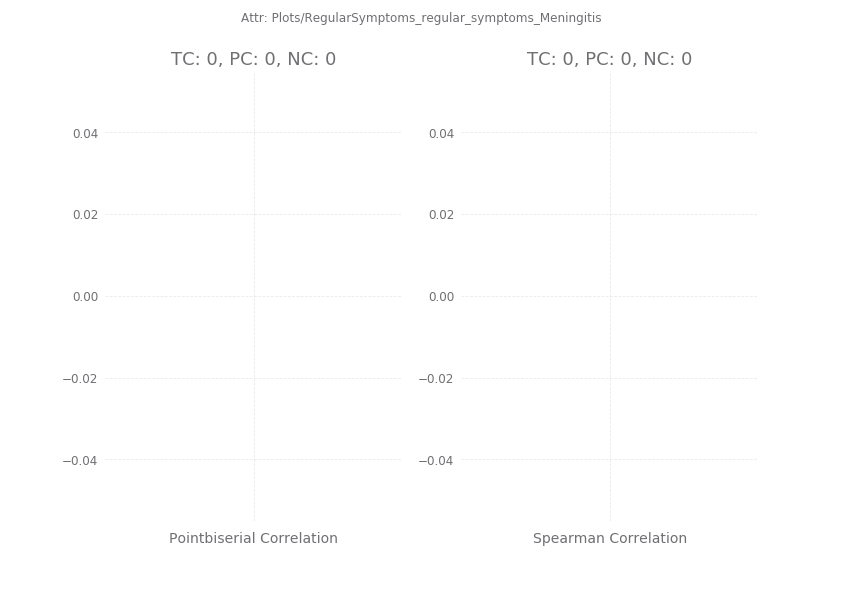 Attr: Plots/RegularSymptoms_regular_symptoms_Meningitis
TC: 0, PC: 0, NC: 0
0.04
0.02
0.00
−0.02
−0.04
Pointbiserial Correlation
TC: 0, PC: 0, NC: 0
0.04
0.02
0.00
−0.02
−0.04
Spearman Correlation